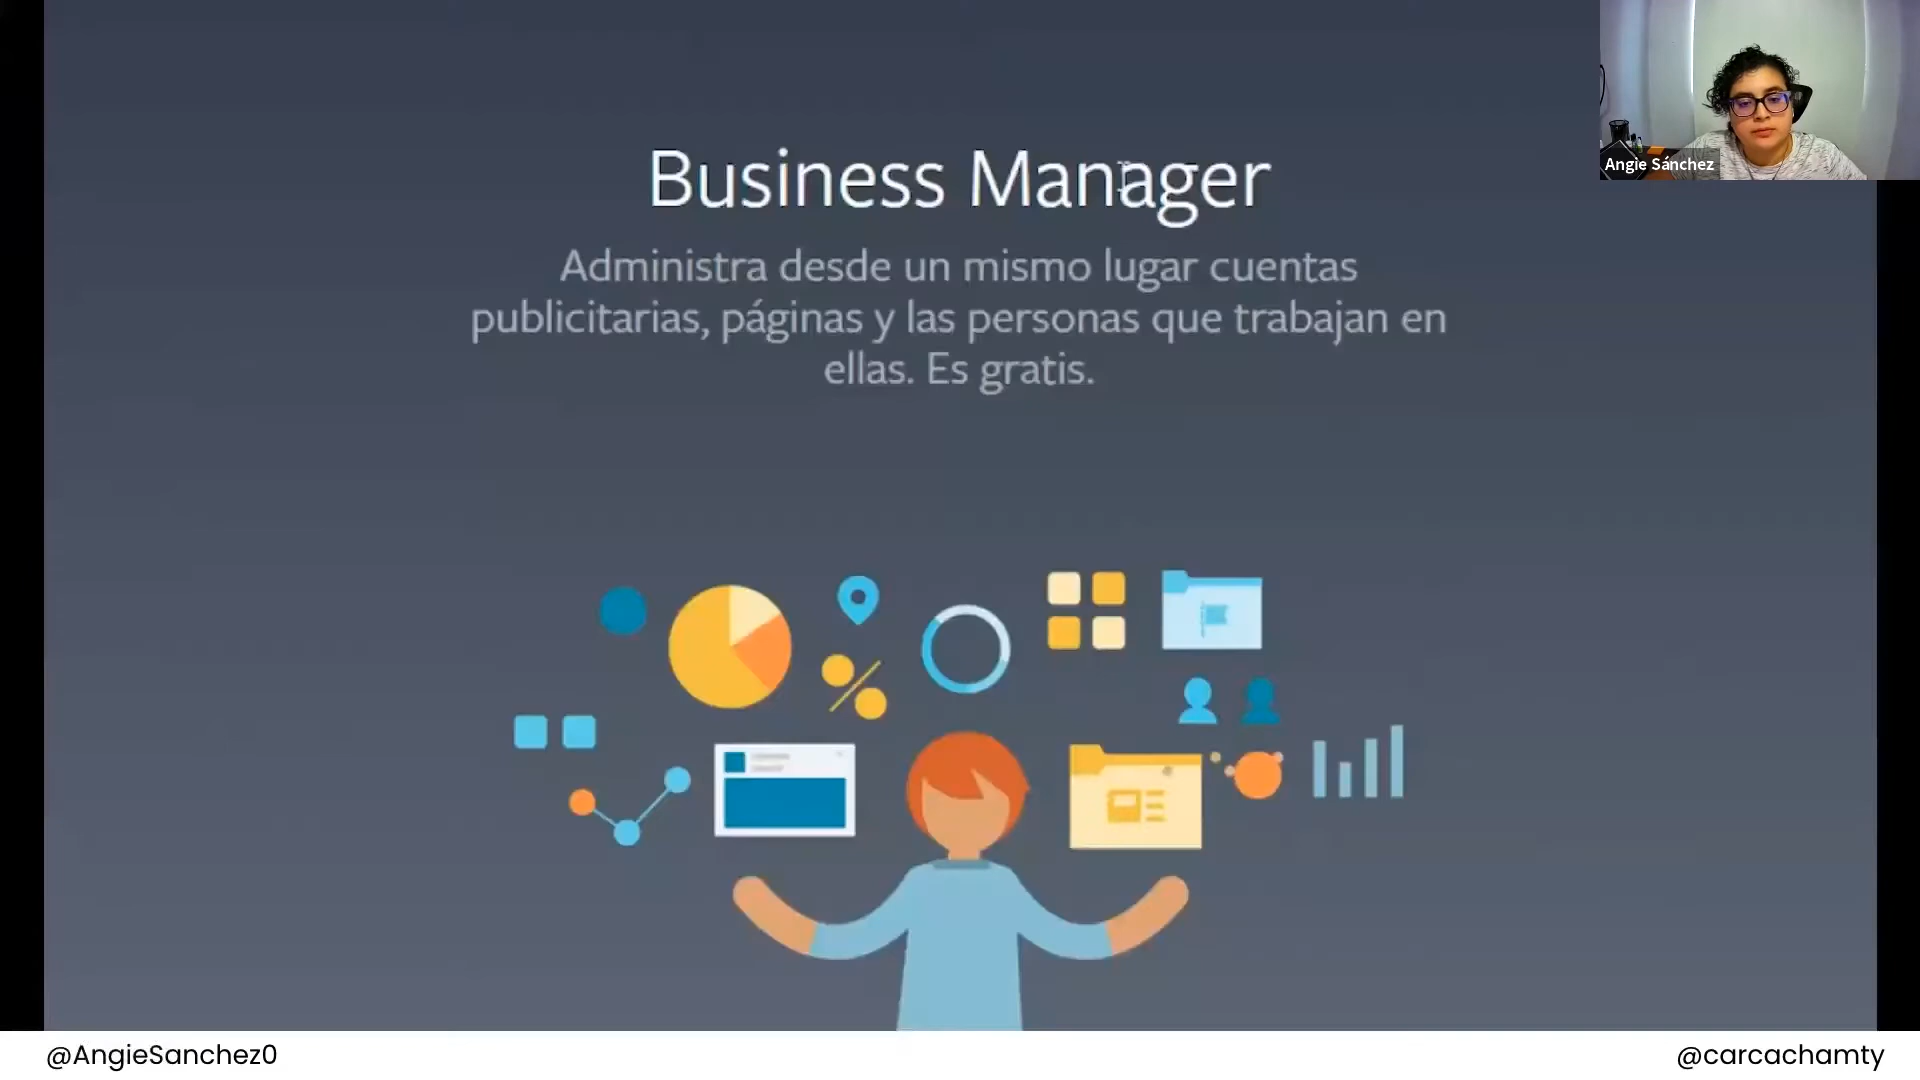 Business Manager
Administra desde un mismo lugar cuentas
publicitarias, páginas y las personas que trabajan en
ellas. Es gratis.
Angie Sánchez
@AngieSanchez0
@carcachamty